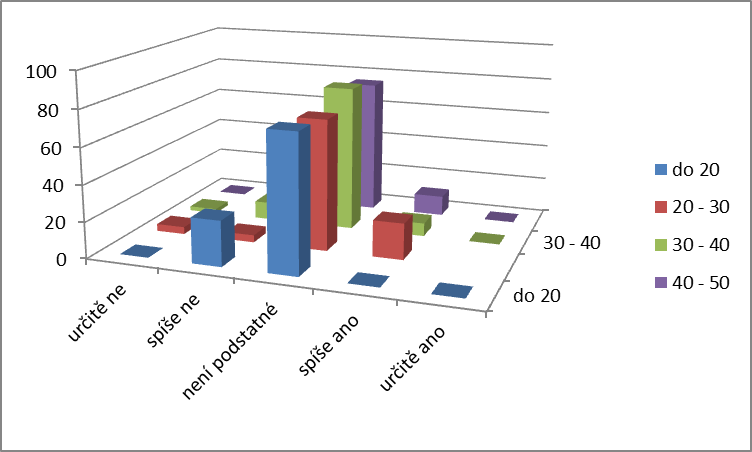 100
80
60
40
20
0
určitě ne
spíše ne
není podstatné
spíše ano
určitě ano
do 20
30 - 40
do 20
20 - 30
30 - 40
40 - 50